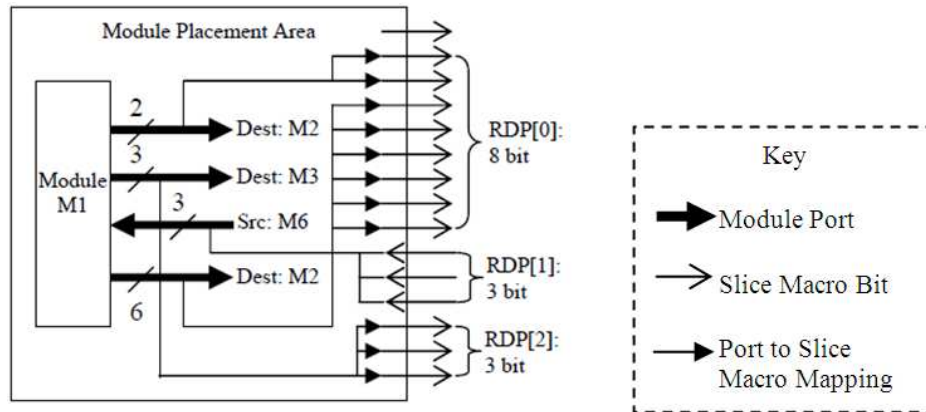 Module Placement Area
2
Dest: M2
RDP[0]:
8 bit
3
Dest: M3
Module
M1
3
Src: M6
RDP[1]:
3 bit
Dest: M2
6
RDP[2]:
3 bit
Key
Module Port
Slice Macro Bit
Port to Slice
Macro Mapping